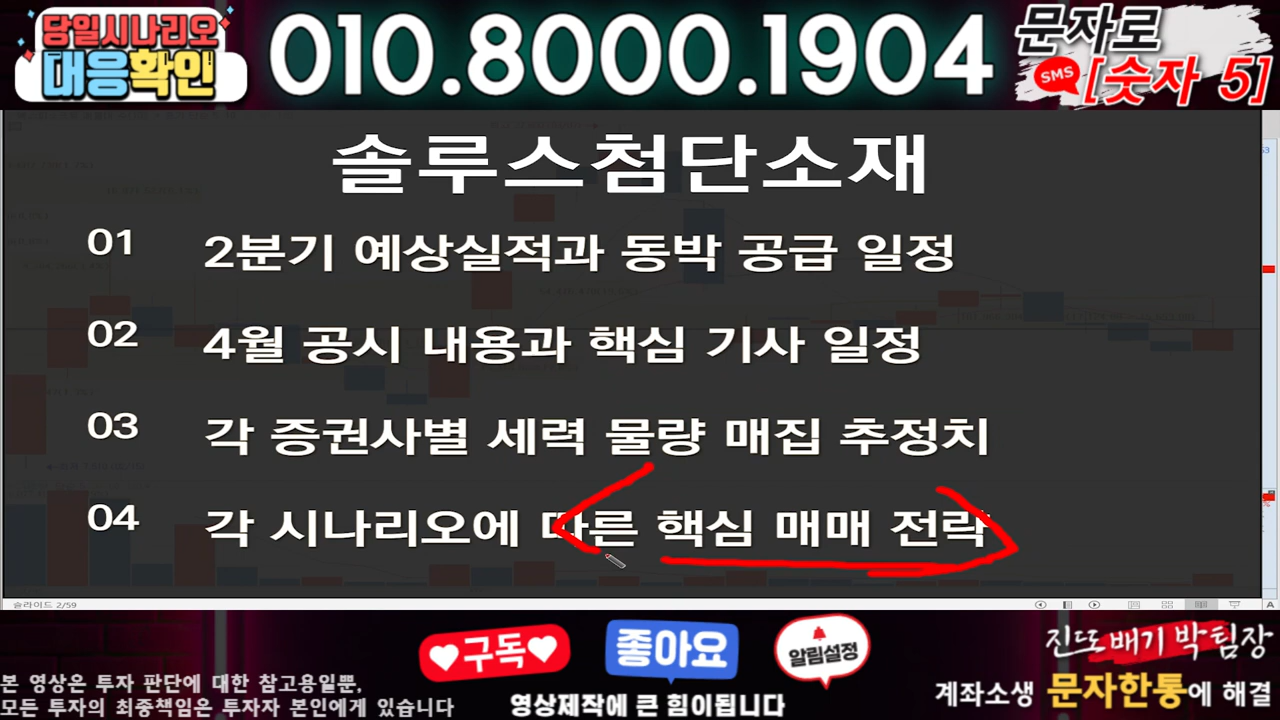 당일시나리오
대응확인
010.8000.1904
문자로
SMS
[숫자 5]
솔루스첨단소재
01 2분기 예상실적과 동박 공급 일정
02 4월 공시 내용과 핵심 기사 일정
03 각 증권사별 세력 물량 매집 추정치
04 각 시나리오에 따른 핵심 매매 전략
슬라이드 2/59
구독
좋아요
알림설정
영상제작에 큰 힘이됩니다
본 영상은 투자 판단에 대한 참고용일뿐,
모든 투자의 최종책임은 투자자 본인에게 있습니다
진또배기 박팀장
계좌소생 문자한통에 해결